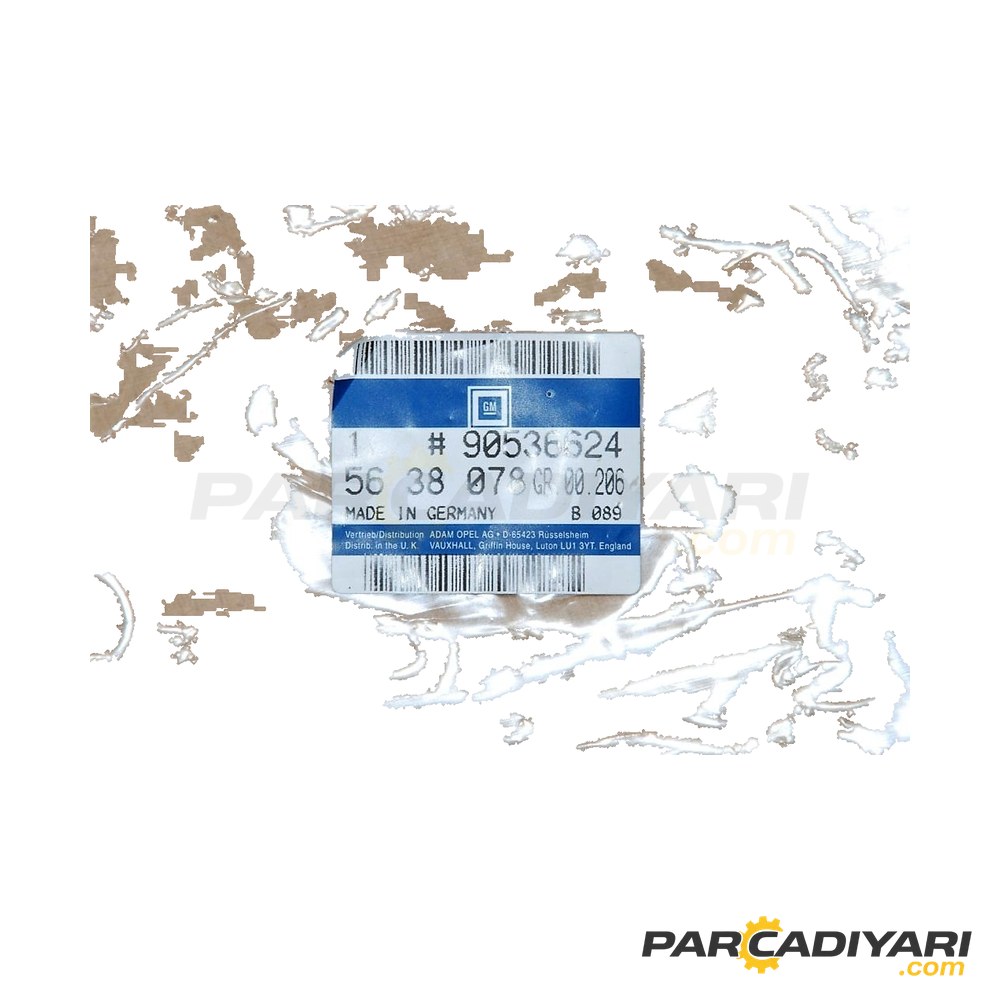 GM
1 # 90536624
56 38 078 GR 00.206
MADE IN GERMANY B 089
Vertrieb/Distribution ADAM OPEL AG • D-65423 Rüsselsheim
Distrib. in the U. K. VAUXHALL, Griffin House, Luton LU1 3YT. England
PARCADIYARI
.com
PARCADIYARI
.com